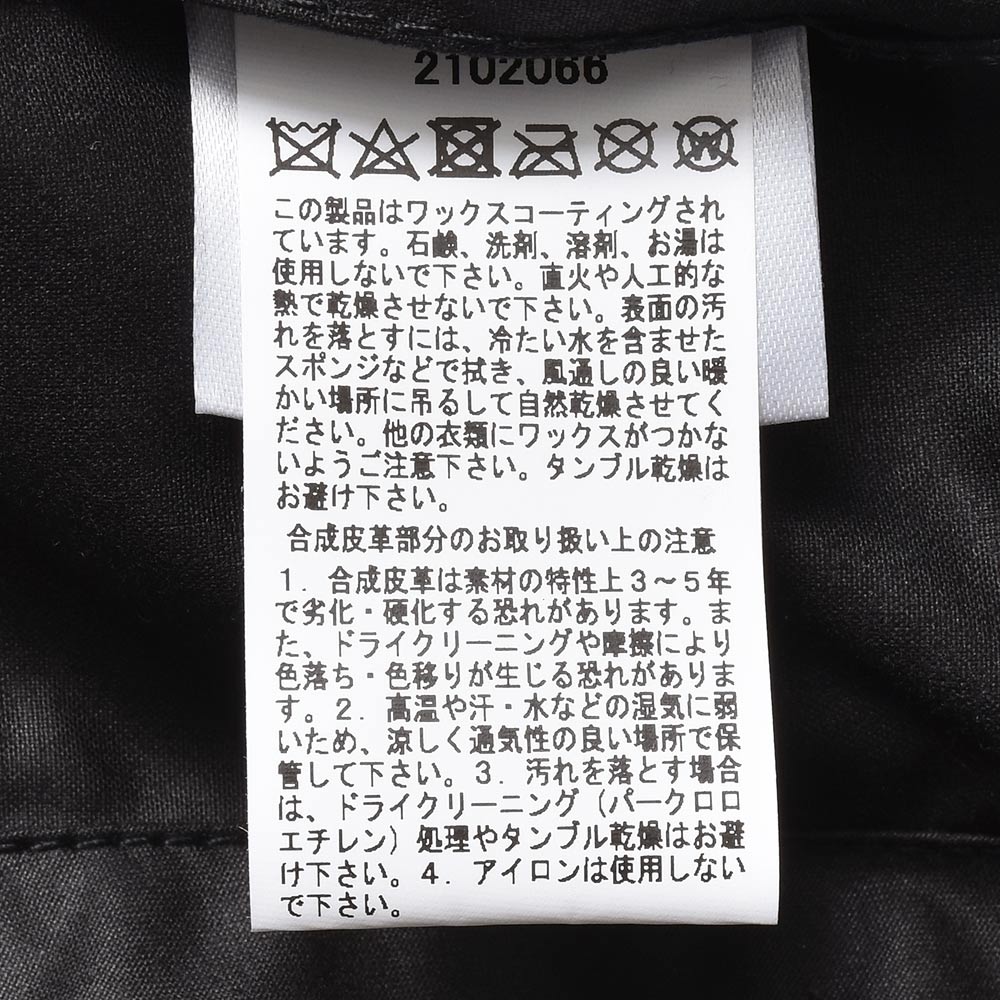 2102066
W
この製品はワックスコーティングされ
ています。石鹸、洗剤、溶剤、お湯は
使用しないで下さい。直火や人工的な
熱で乾燥させないで下さい。表面の汚
れを落とすには、冷たい水を含ませた
スポンジなどで拭き、風通しの良い暖
かい場所に吊るして自然乾燥させてく
ださい。他の衣類にワックスがつかな
いようご注意下さい。タンブル乾燥は
お避け下さい。
合成皮革部分のお取り扱い上の注意
1．合成皮革は素材の特性上3～5年
で劣化・硬化する恐れがあります。ま
た、ドライクリーニングや摩擦により
色落ち・色移りが生じる恐れがありま
す。2．高温や汗・水などの湿気に弱
いため、涼しく通気性の良い場所で保
管して下さい。3．汚れを落とす場合
は、ドライクリーニング（パークロロ
エチレン）処理やタンブル乾燥はお避
け下さい。4．アイロンは使用しない
で下さい。